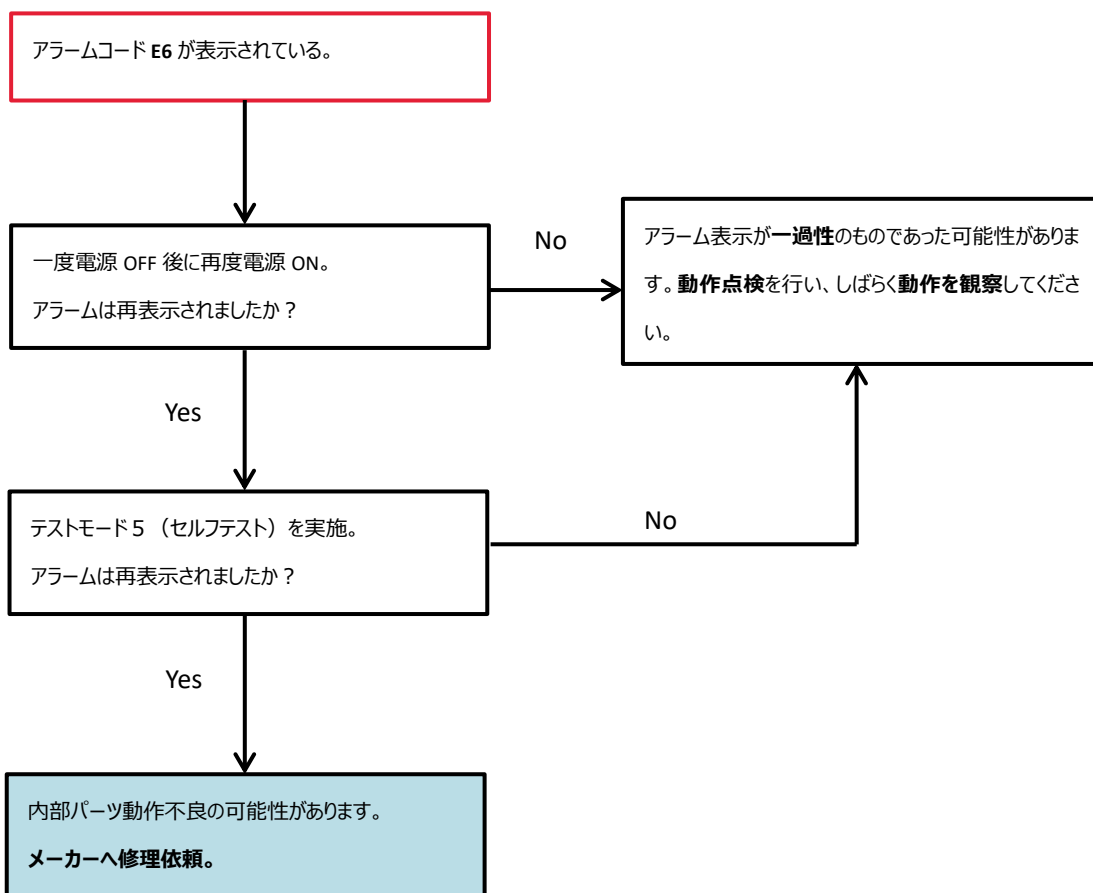 アラームコード E6 が表示されている。
一度電源 OFF 後に再度電源 ON。
アラームは再表示されましたか？
No
アラーム表示が一過性のものであった可能性がありま
す。動作点検を行い、しばらく動作を観察してくださ
い。
Yes
テストモード５（セルフテスト）を実施。
アラームは再表示されましたか？
No
Yes
内部パーツ動作不良の可能性があります。
メーカーへ修理依頼。